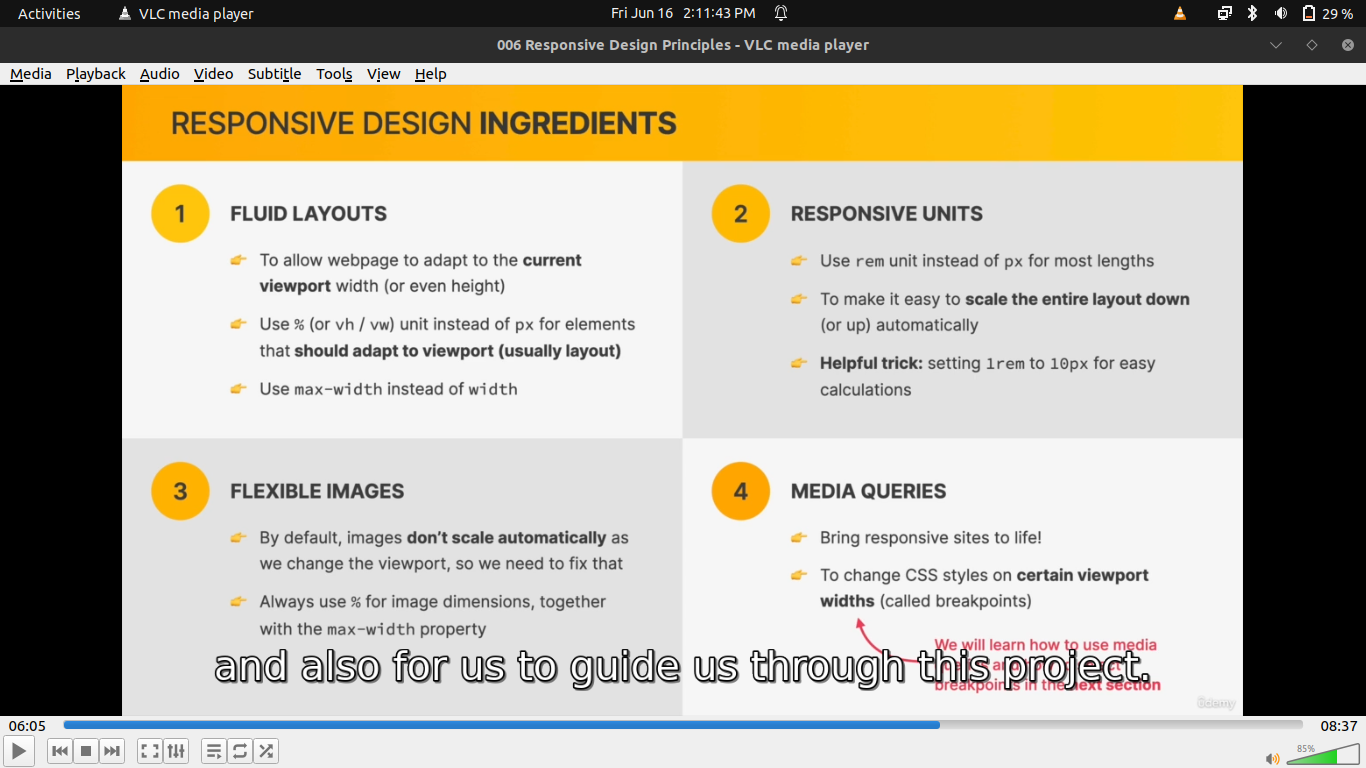 Activities
VLC media player
Fri Jun 16 2:11:43 PM
29 %
006 Responsive Design Principles - VLC media player
Media Playback Audio Video Subtitle Tools View Help
RESPONSIVE DESIGN INGREDIENTS
1
FLUID LAYOUTS
To allow webpage to adapt to the current
viewport width (or even height)
Use % (or vh / vw) unit instead of px for elements
that should adapt to viewport (usually layout)
Use max-width instead of width
2
RESPONSIVE UNITS
Use rem unit instead of px for most lengths
To make it easy to scale the entire layout down
(or up) automatically
Helpful trick: setting 1rem to 10px for easy
calculations
3
FLEXIBLE IMAGES
By default, images don't scale automatically as
we change the viewport, so we need to fix that
Always use % for image dimensions, together
with the max-width property
4
MEDIA QUERIES
Bring responsive sites to life!
To change CSS styles on certain viewport
widths (called breakpoints)
We will learn how to use media
breakpoints in the next section
and also for us to guide us through this project.
ûdemy
06:05
08:37
85%